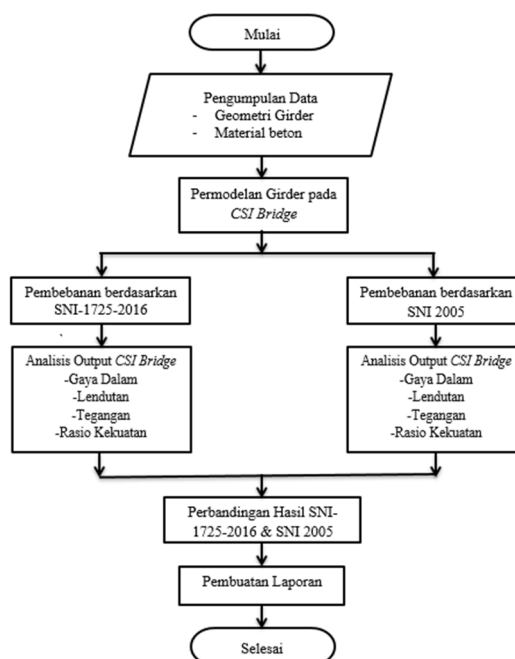 Mulai
Pengumpulan Data
- Geometri Girder
- Material beton
Permodelan Girder pada
CSI Bridge
Pembebanan berdasarkan
SNI-1725-2016
Pembebanan berdasarkan
SNI 2005
Analisis Output CSI Bridge
-Gaya Dalam
-Lendutan
-Tegangan
-Rasio Kekuatan
Analisis Output CSI Bridge
-Gaya Dalam
-Lendutan
-Tegangan
-Rasio Kekuatan
Perbandingan Hasil SNI-
1725-2016 & SNI 2005
Pembuatan Laporan
Selesai